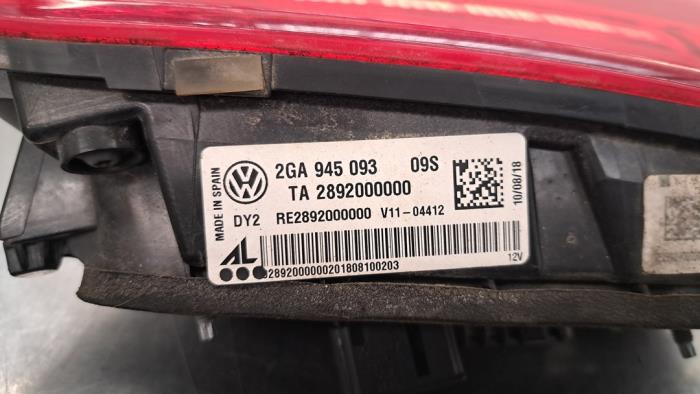 MADE IN SPAIN
2GA 945 093 09S
TA 2892000000
DY2 RE2892000000 V11-04412
10/08/18
AL
12V
2892000000201808100203